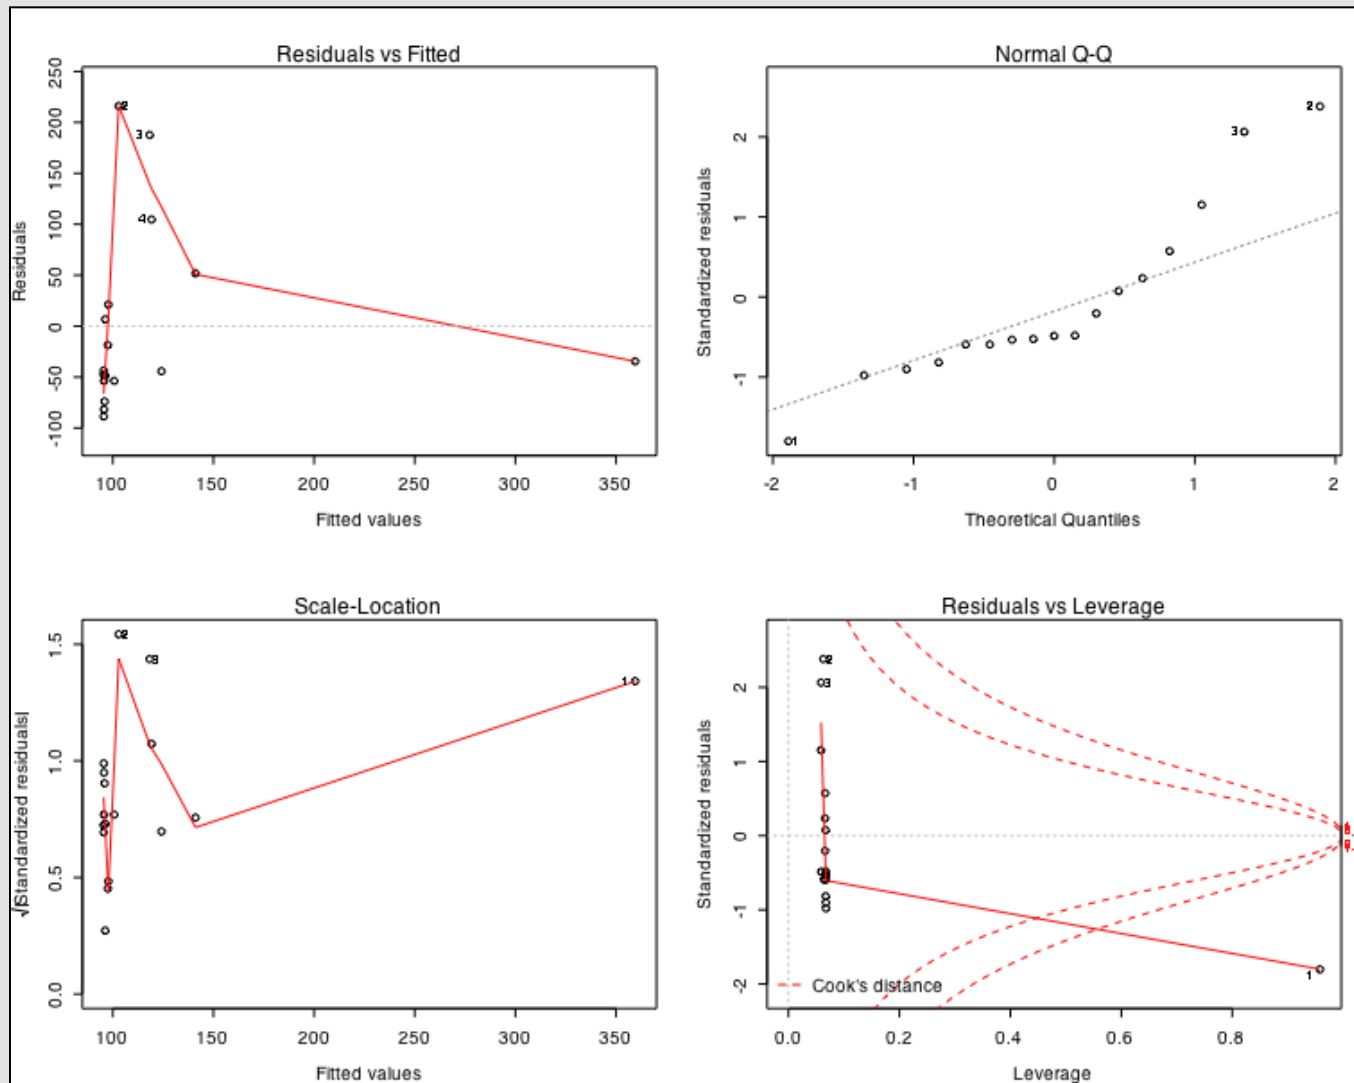 Residuals vs Fitted
Residuals
250
200
150
100
50
0
-50
-100
2
3
4
100 150 200 250 300 350
Fitted values
Normal Q-Q
Standardized residuals
2
1
0
-1
2
3
1
-2 -1 0 1 2
Theoretical Quantiles
Scale-Location
√|Standardized residuals|
1.5
1.0
0.5
0.0
2
3
1
100 150 200 250 300 350
Fitted values
Residuals vs Leverage
Standardized residuals
2
1
0
-1
-2
2
3
1
Cook's distance
0.0 0.2 0.4 0.6 0.8
Leverage